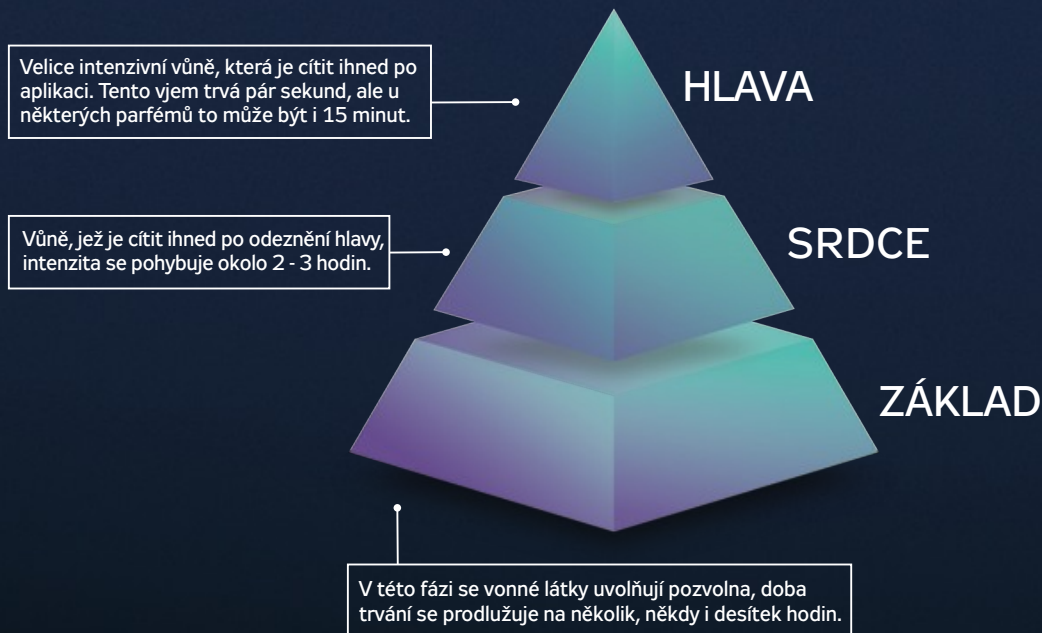 Velice intenzivní vůně, která je cítit ihned po
aplikaci. Tento vjem trvá pár sekund, ale u
některých parfémů to může být i 15 minut.
HLAVA
Vůně, jež je cítit ihned po odeznění hlavy,
intenzita se pohybuje okolo 2 - 3 hodin.
SRDCE
ZÁKLAD
V této fázi se vonné látky uvolňují pozvolna, doba
trvání se prodlužuje na několik, někdy i desítek hodin.